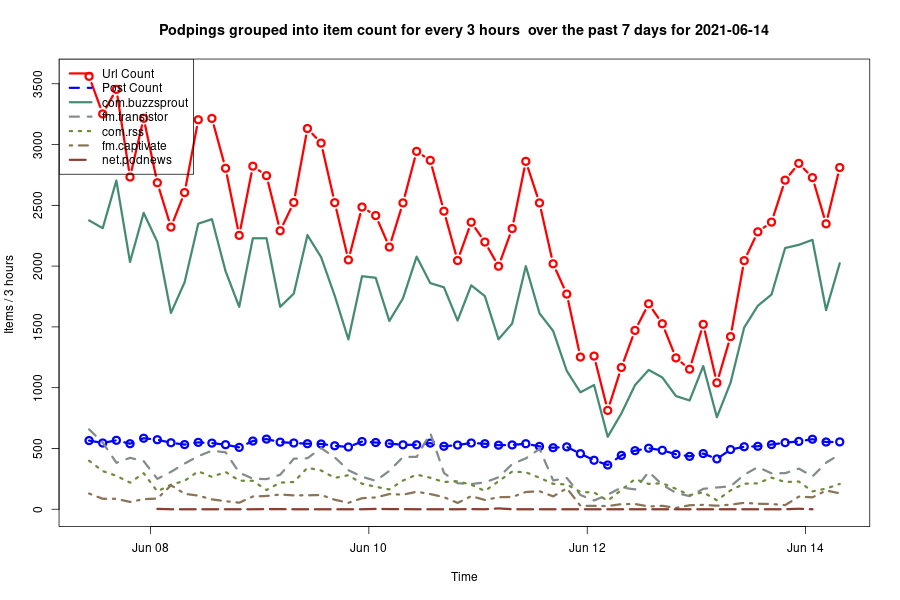 Podpings grouped into item count for every 3 hours  over the past 7 days for 2021-06-14
Url Count
Post Count
com.buzzsprout
fm.transistor
com.rss
fm.captivate
net.podnews
Items / 3 hours
3500
3000
2500
2000
1500
1000
500
0
Jun 08
Jun 10
Jun 12
Jun 14
Time